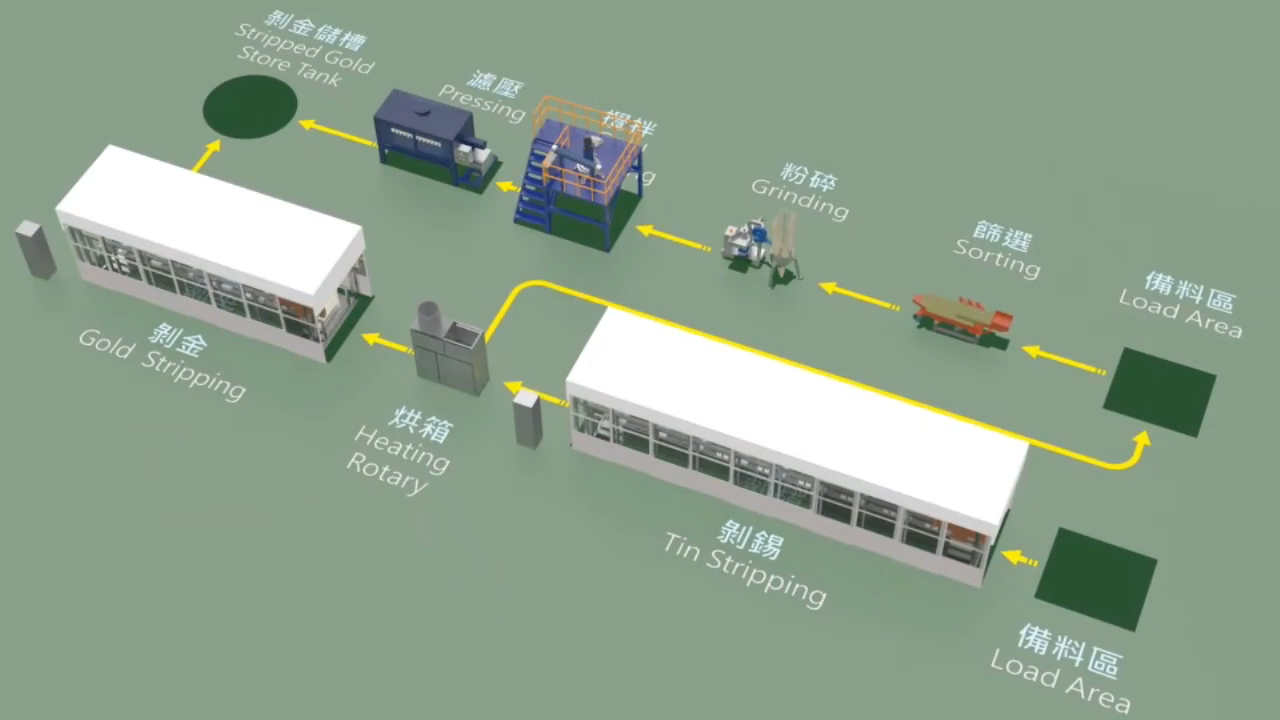 剝金儲槽
Stripped Gold
Store Tank
濾壓
Pressing
攪拌
粉碎
Grinding
篩選
Sorting
備料區
Load Area
剝金
Gold Stripping
烘箱
Heating
Rotary
剝錫
Tin Stripping
備料區
Load Area